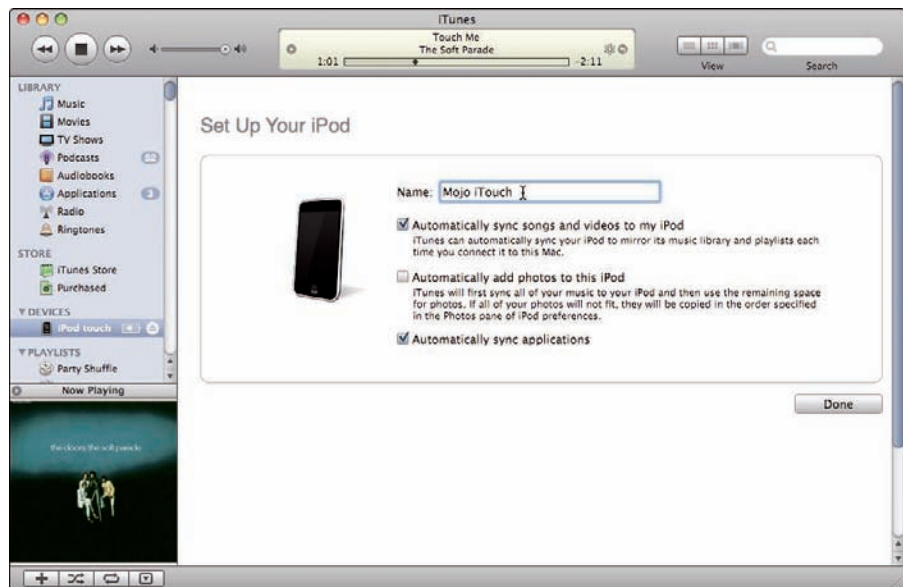 iTunes
Touch Me
The Soft Parade
1:01
-2:11
View
Search
LIBRARY
Music
Movies
TV Shows
Podcasts
Audiobooks
Applications
3
Radio
Ringtones
STORE
iTunes Store
Purchased
DEVICES
iPod touch
PLAYLISTS
Party Shuffle
Now Playing
the doors: the soft parade
Set Up Your iPod
Name: Mojo iTouch
Automatically sync songs and videos to my iPod
iTunes can automatically sync your iPod to mirror its music library and playlists each
time you connect it to this Mac.
Automatically add photos to this iPod
iTunes will first sync all of your music to your iPod and then use the remaining space
for photos. If all of your photos will not fit, they will be copied in the order specified
in the Photos pane of iPod preferences.
Automatically sync applications
Done